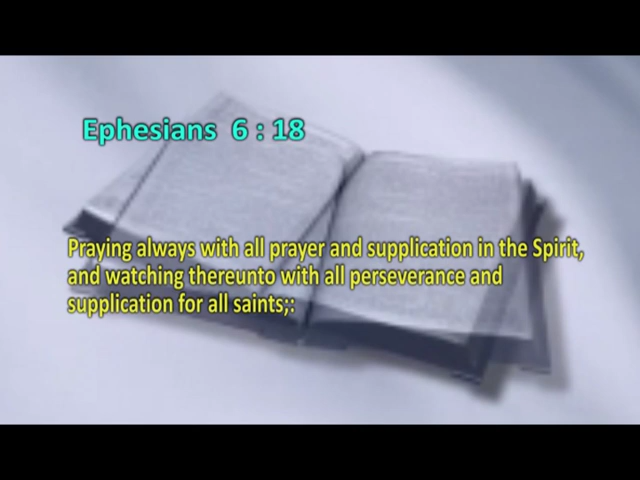 Ephesians 6 : 18
Praying always with all prayer and supplication in the Spirit,
and watching thereunto with all perseverance and
supplication for all saints;: